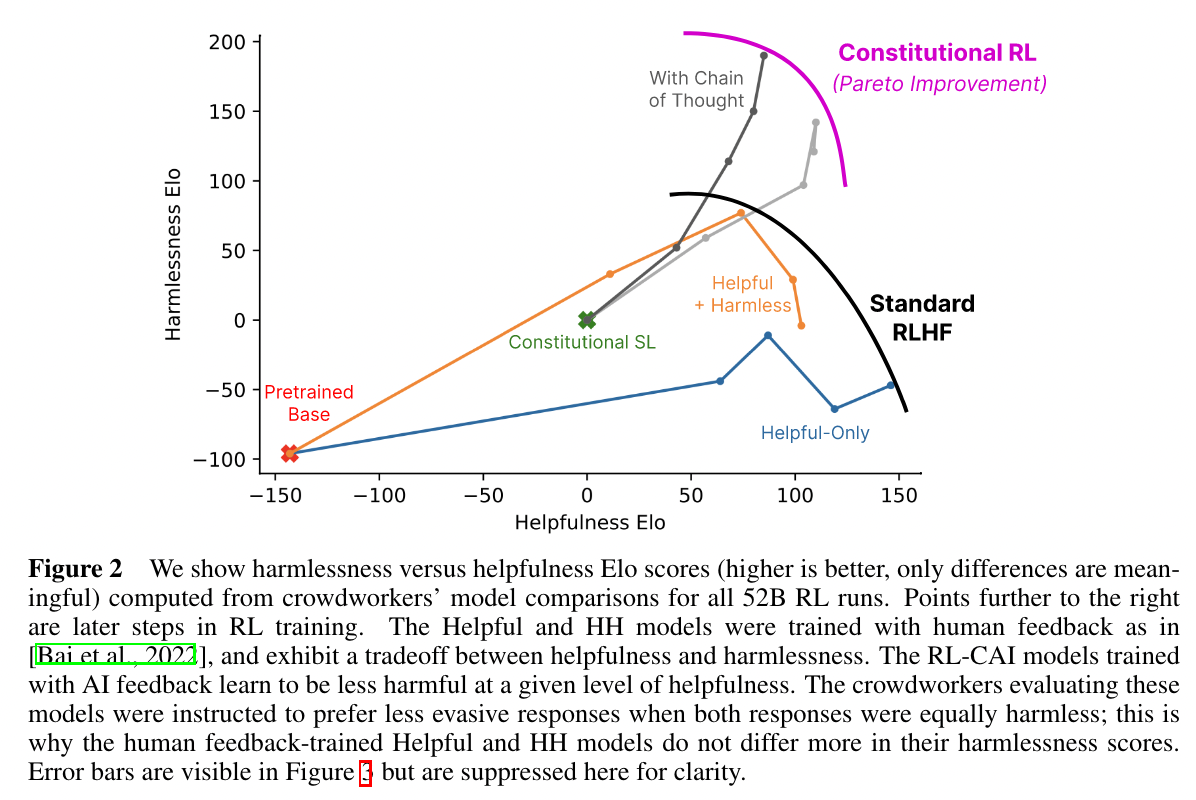 200
150
100
50
0
−50
−100
Harmlessness Elo
With Chain
of Thought
Constitutional RL
(Pareto Improvement)
Helpful
+ Harmless
Standard
RLHF
Constitutional SL
Pretrained
Base
Helpful-Only
−150
−100
−50
0
50
100
150
Helpfulness Elo
Figure 2 We show harmlessness versus helpfulness Elo scores (higher is better, only differences are mean-
ingful) computed from crowdworkers’ model comparisons for all 52B RL runs. Points further to the right
are later steps in RL training. The Helpful and HH models were trained with human feedback as in
[Bai et al., 2022], and exhibit a tradeoff between helpfulness and harmlessness. The RL-CAI models trained
with AI feedback learn to be less harmful at a given level of helpfulness. The crowdworkers evaluating these
models were instructed to prefer less evasive responses when both responses were equally harmless; this is
why the human feedback-trained Helpful and HH models do not differ more in their harmlessness scores.
Error bars are visible in Figure 3 but are suppressed here for clarity.